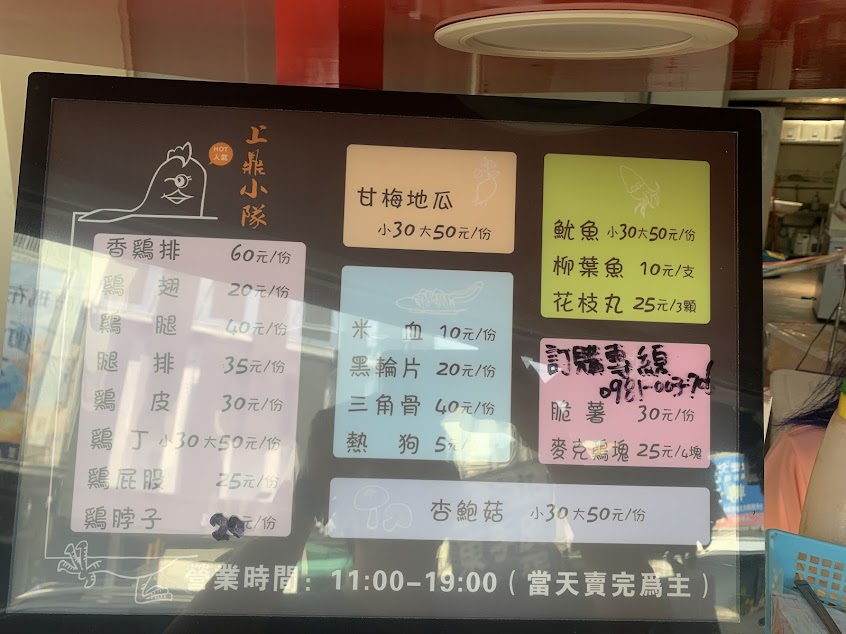 上鼎小隊
HOT
人氣
香鷄排 60元/份
鷄翅 20元/份
鷄腿 40元/份
腿排 35元/份
鷄皮 30元/份
鷄丁 小30大50元/份
鷄屁股 25元/份
鷄脖子 元/份
甘梅地瓜
小30大50元/份
米血 10元/份
黑輪片 20元/份
三角骨 40元/份
熱狗 5元/
魷魚 小30大50元/份
柳葉魚 10元/支
花枝丸 25元/3顆
訂購專線
0981-003-
脆薯 30元/份
麥克鷄塊 25元/4塊
杏鮑菇 小30大50元/份
營業時間：11:00-19:00（當天賣完爲主）